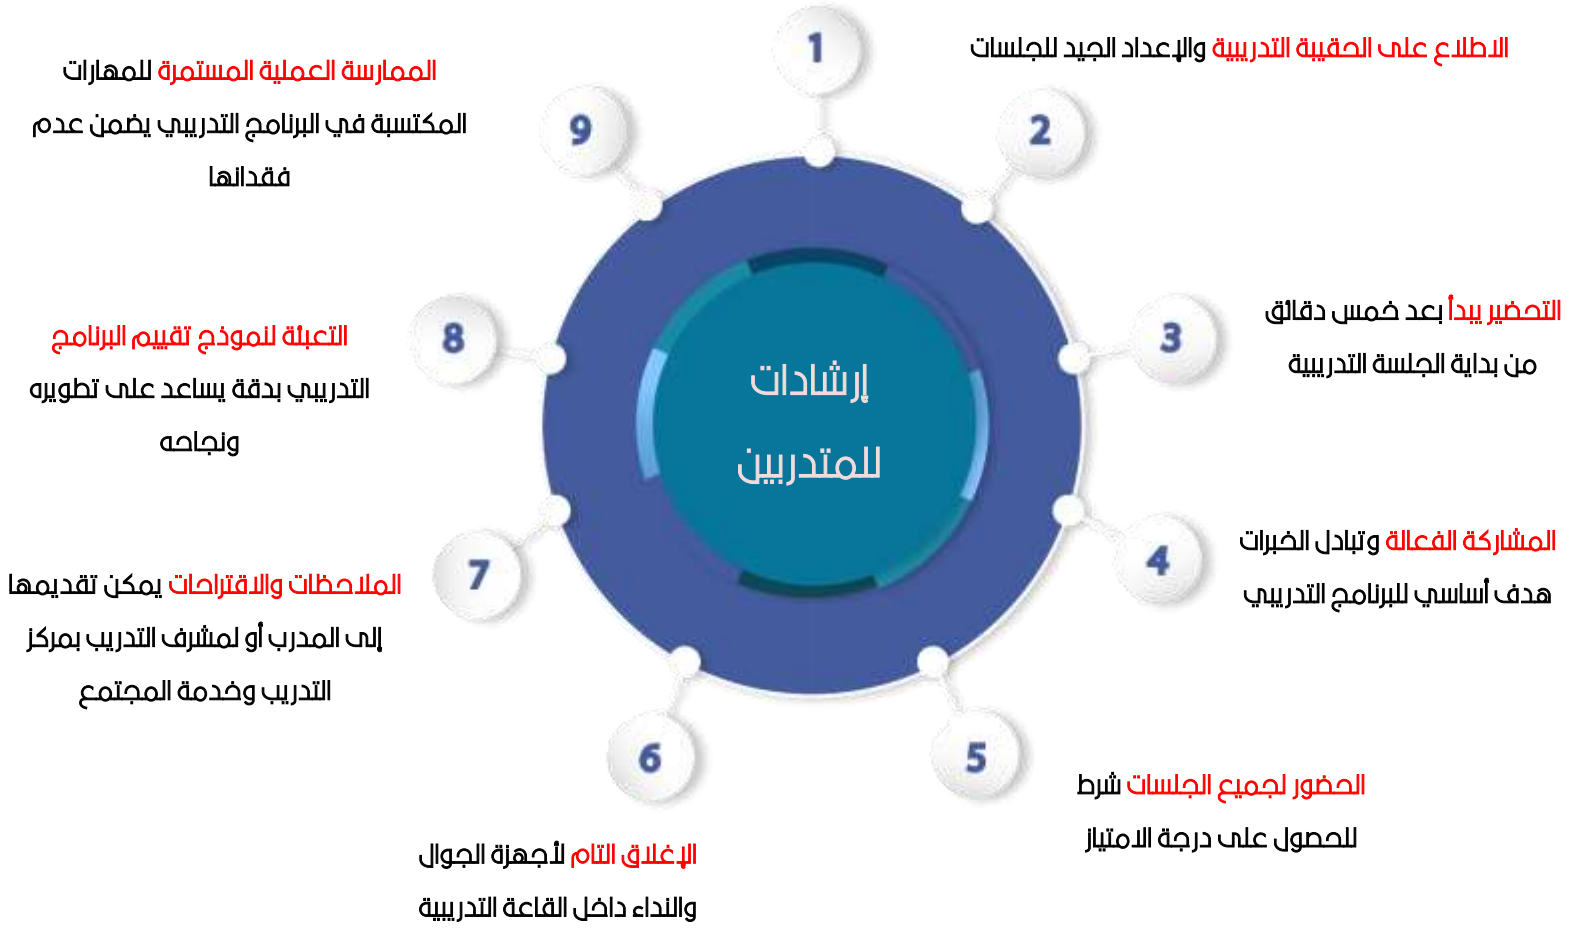 إرشادات
للمتدربين
1
الاطلاع على الحقيبة التدريبية والإعداد الجيد للجلسات
2
3
التحضير يبدأ بعد خمس دقائق
من بداية الجلسة التدريبية
4
المشاركة الفعالة وتبادل الخبرات
هدف أساسي للبرنامج التدريبي
5
الحضور لجميع الجلسات شرط
للحصول على درجة الامتياز
6
الإغلاق التام لأجهزة الجوال
والنداء داخل القاعة التدريبية
7
الملاحظات والاقتراحات يمكن تقديمها
إلى المدرب أو لمشرف التدريب بمركز
التدريب وخدمة المجتمع
8
التعبئة لنموذج تقييم البرنامج
التدريبي بدقة يساعد على تطويره
ونجاحه
9
الممارسة العملية المستمرة للمهارات
المكتسبة في البرنامج التدريبي يضمن عدم
فقدانها